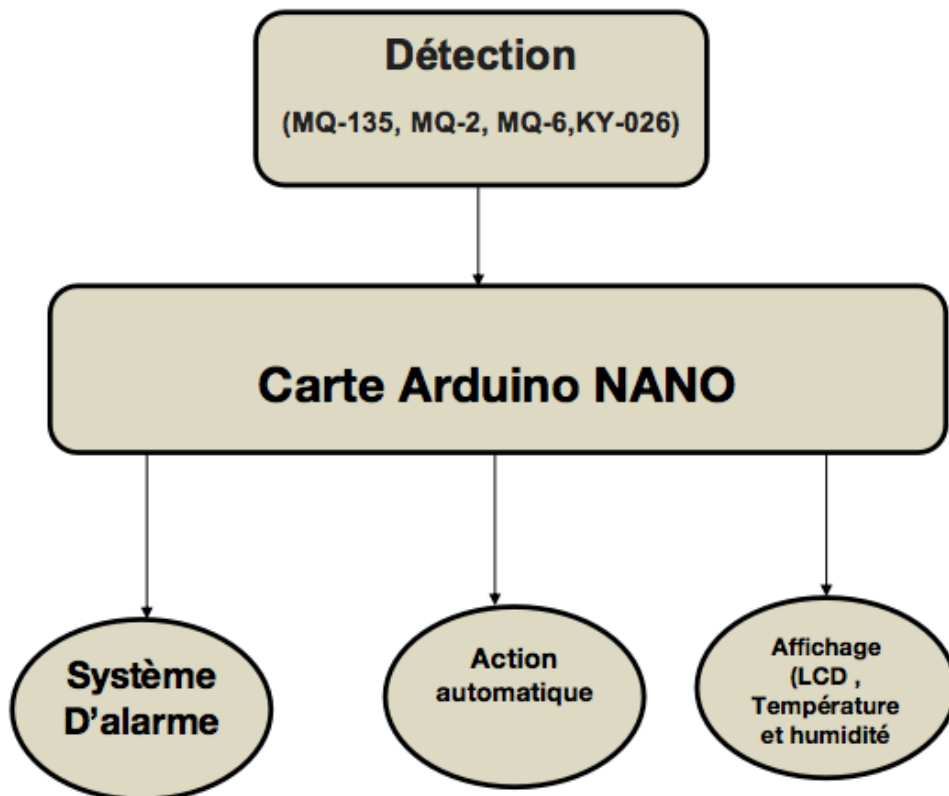 Détection
(MQ-135, MQ-2, MQ-6,KY-026)
Carte Arduino NANO
Système
D’alarme
Action
automatique
Affichage
(LCD ,
Température
et humidité